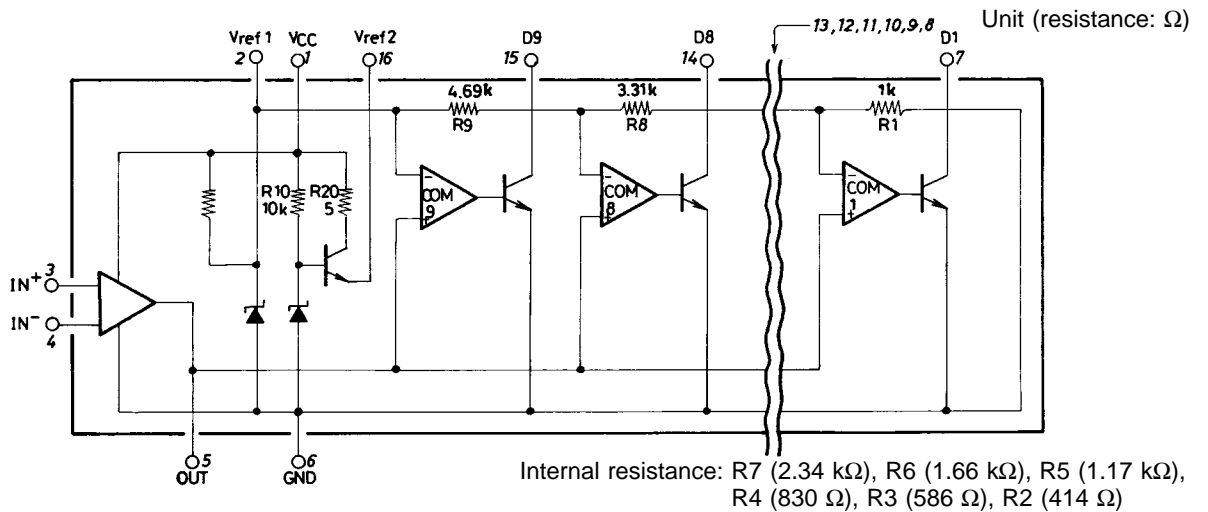 Unit (resistance: Ω)
Vref 1
VCC
Vref2
D9
D8
13,12,11,10,9,8
D1
2
1
16
15
14
7
4.69k
R9
3.31k
R8
1k
R1
R10
10k
R20
5
−
COM
9
+
−
COM
8
+
−
COM
1
+
IN+
3
IN−
4
5
OUT
6
GND
Internal resistance: R7 (2.34 kΩ), R6 (1.66 kΩ), R5 (1.17 kΩ),
R4 (830 Ω), R3 (586 Ω), R2 (414 Ω)